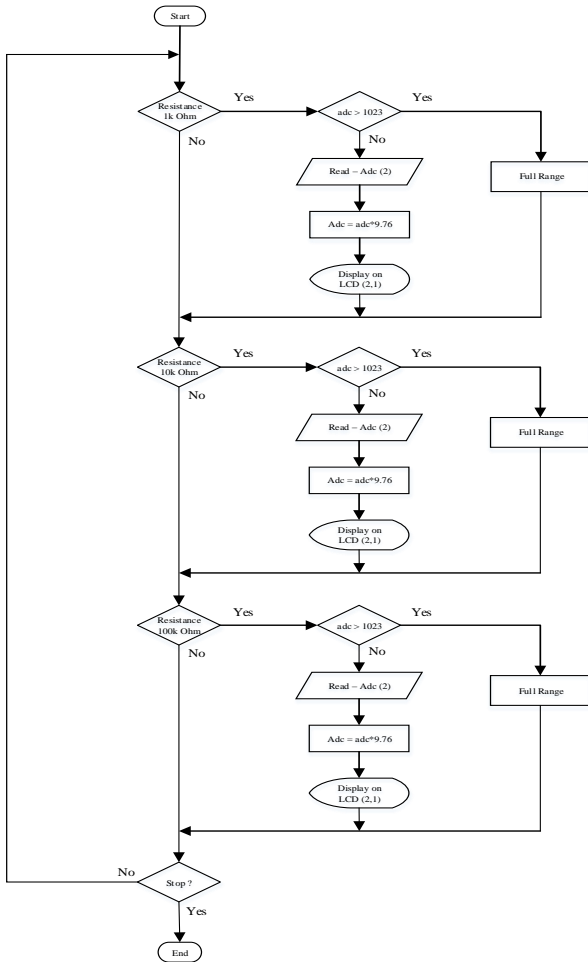 Start
Resistance
1k Ohm
Yes
adc > 1023
Yes
No
No
Read – Adc (2)
Full Range
Adc = adc*9.76
Display on
LCD (2,1)
Resistance
10k Ohm
Yes
adc > 1023
Yes
No
No
Read – Adc (2)
Full Range
Adc = adc*9.76
Display on
LCD (2,1)
Resistance
100k Ohm
Yes
adc > 1023
Yes
No
No
Read – Adc (2)
Full Range
Adc = adc*9.76
Display on
LCD (2,1)
No
Stop ?
Yes
End